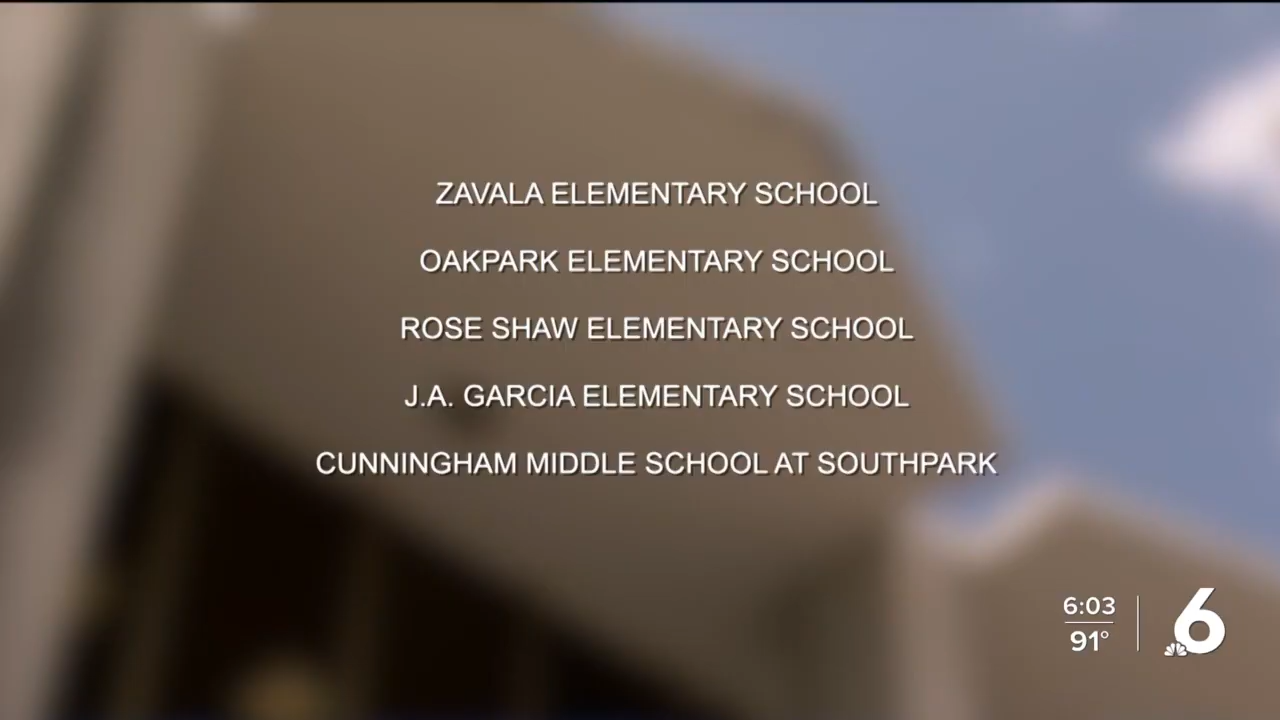 ZAVALA ELEMENTARY SCHOOL
OAKPARK ELEMENTARY SCHOOL
ROSE SHAW ELEMENTARY SCHOOL
J.A. GARCIA ELEMENTARY SCHOOL
CUNNINGHAM MIDDLE SCHOOL AT SOUTHPARK
6:03
91°
6